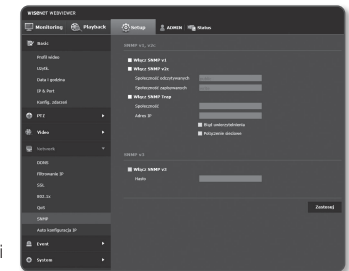 WISENET WEBVIEWER
Monitoring
Playback
Setup
ADMIN
Status
Basic
Profil wideo
Użytk.
Data i godzina
IP & Port
Konfig. zdarzeń
PTZ
Video
Network
DDNS
Filtrowanie IP
SSL
802.1x
QoS
SNMP
Auto konfiguracja IP
Event
System
SNMP v1, v2c
Włącz SNMP v1
Włącz SNMP v2c
Społeczność odczytywanych
Społeczność zapisywanych
Włącz SNMP Trap
Społeczność
Adres IP
Błąd uwierzytelnienia
Połączenie sieciowe
SNMP v3
Włącz SNMP v3
Hasło
Zastosuj
i